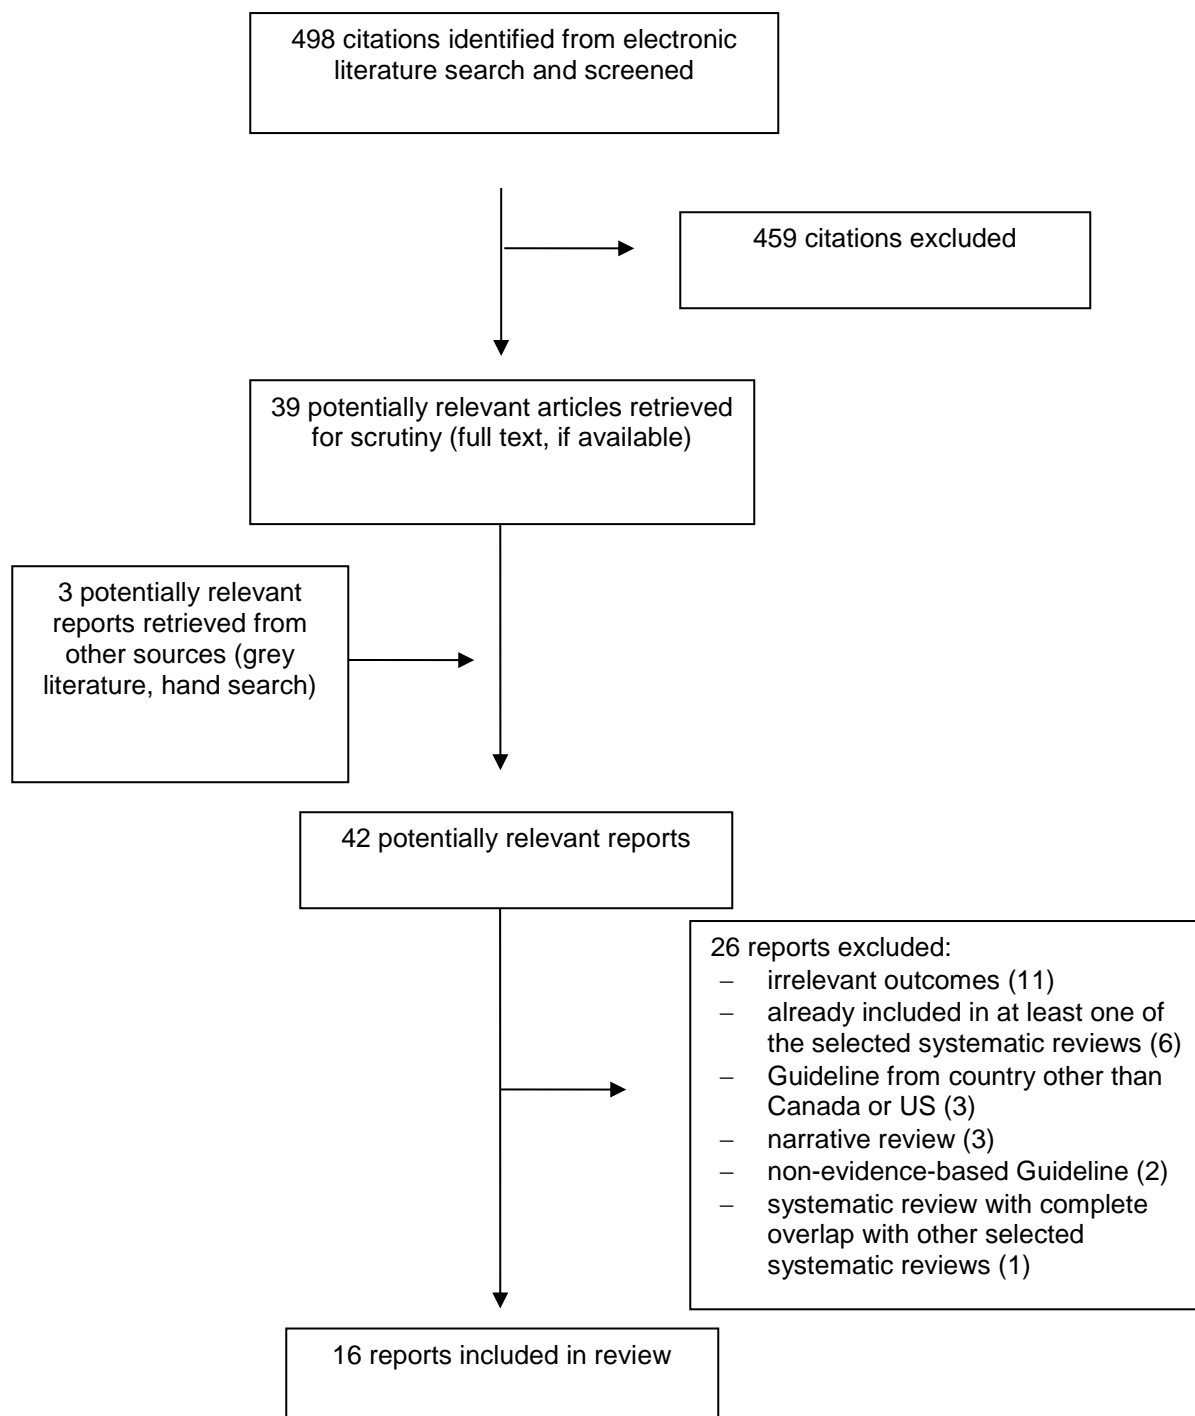 498 citations identified from electronic
literature search and screened
459 citations excluded
39 potentially relevant articles retrieved
for scrutiny (full text, if available)
3 potentially relevant
reports retrieved from
other sources (grey
literature, hand search)
42 potentially relevant reports
26 reports excluded:
– irrelevant outcomes (11)
– already included in at least one of
the selected systematic reviews (6)
– Guideline from country other than
Canada or US (3)
– narrative review (3)
– non-evidence-based Guideline (2)
– systematic review with complete
overlap with other selected
systematic reviews (1)
16 reports included in review